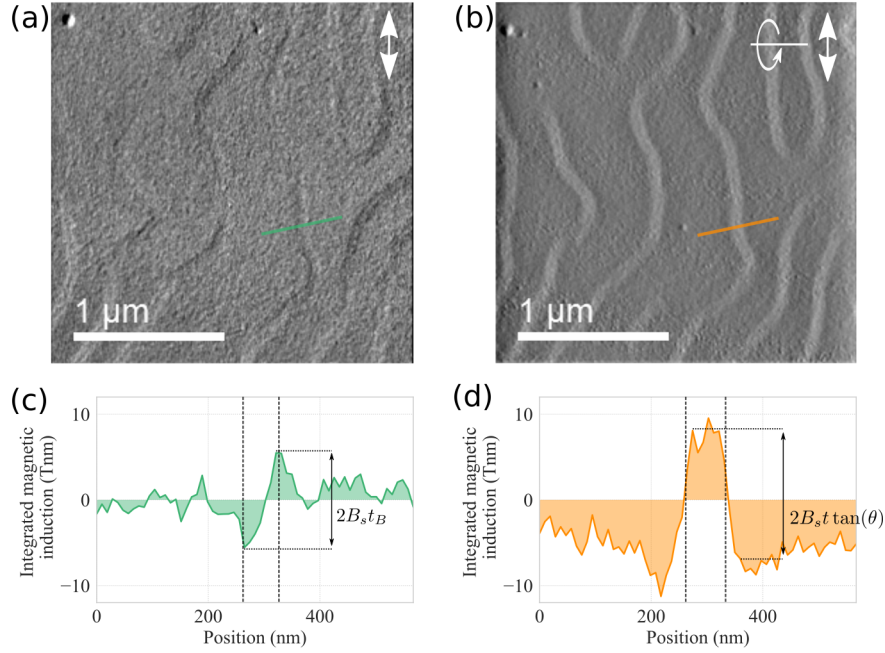 (a)
1 μm
(b)
1 μm
(c)
Integrated magnetic
induction (Tnm)
10
0
−10
2B_s t_B
0
200
400
Position (nm)
(d)
Integrated magnetic
induction (Tnm)
10
0
−10
2B_s t tan(θ)
0
200
400
Position (nm)